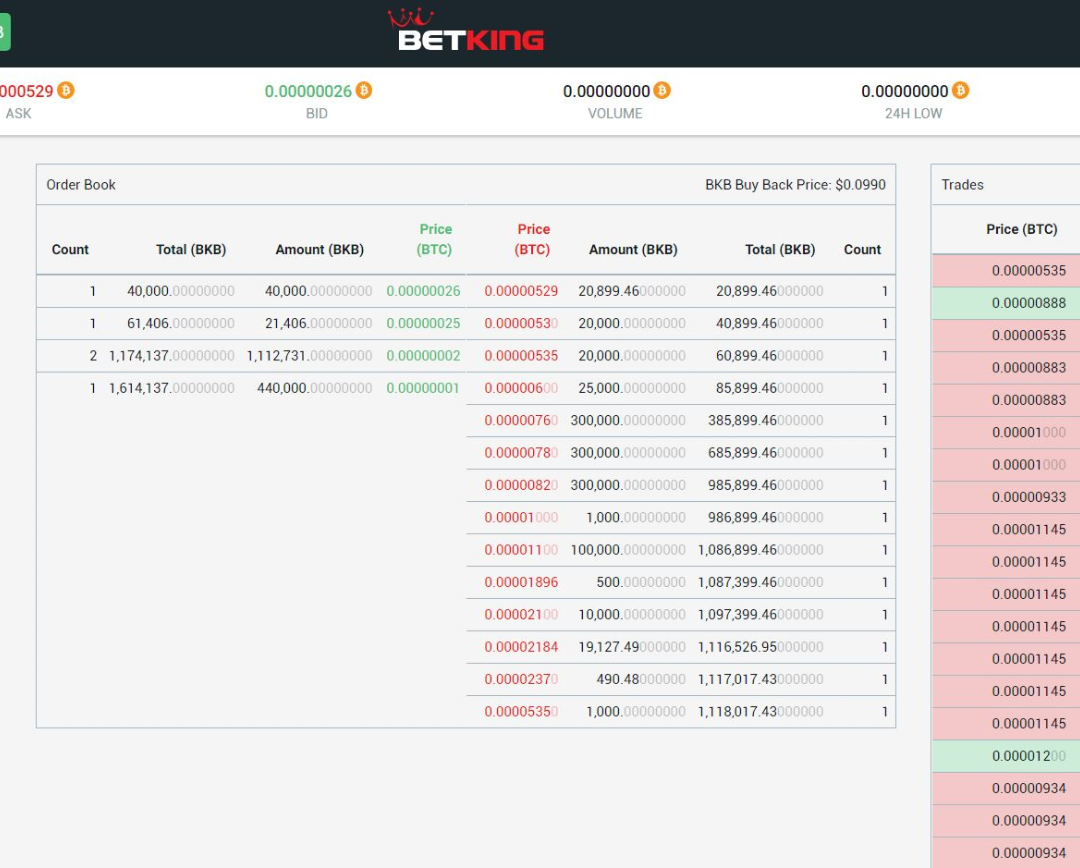 BETKING
000529 0.00000026 0.00000000 0.00000000
ASK BID VOLUME 24H LOW
Order Book BKB Buy Back Price: $0.0990 Trades
Price Price
Count Total (BKB) Amount (BKB) (BTC) (BTC) Amount (BKB) Total (BKB) Count
1 40,000.00000000 40,000.00000000 0.00000026 0.00000529 20,899.46000000 20,899.46000000 1
1 61,406.00000000 21,406.00000000 0.00000025 0.00000530 20,000.00000000 40,899.46000000 1
2 1,174,137.00000000 1,112,731.00000000 0.00000002 0.00000535 20,000.00000000 60,899.46000000 1
1 1,614,137.00000000 440,000.00000000 0.00000001 0.00000600 25,000.00000000 85,899.46000000 1
0.00000760 300,000.00000000 385,899.46000000 1
0.00000780 300,000.00000000 685,899.46000000 1
0.00000820 300,000.00000000 985,899.46000000 1
0.00001000 1,000.00000000 986,899.46000000 1
0.00001100 100,000.00000000 1,086,899.46000000 1
0.00001896 500.00000000 1,087,399.46000000 1
0.00002100 10,000.00000000 1,097,399.46000000 1
0.00002184 19,127.49000000 1,116,526.95000000 1
0.00002370 490.48000000 1,117,017.43000000 1
0.00005350 1,000.00000000 1,118,017.43000000 1
Price (BTC)
0.00000535
0.00000888
0.00000535
0.00000883
0.00000883
0.00001000
0.00001000
0.00000933
0.00001145
0.00001145
0.00001145
0.00001145
0.00001145
0.00001145
0.00001145
0.00001200
0.00000934
0.00000934
0.00000934